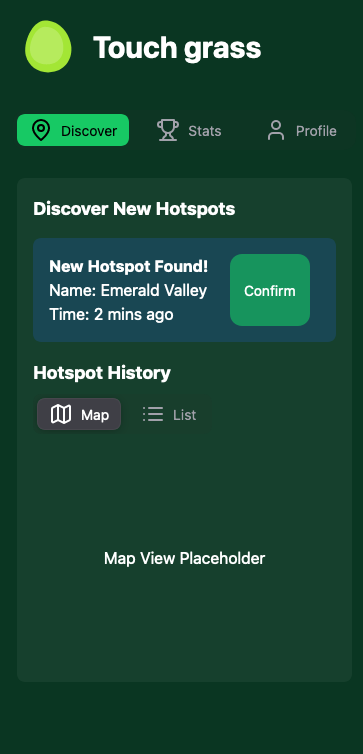 Touch grass
Discover
Stats
Profile
Discover New Hotspots
New Hotspot Found!
Name: Emerald Valley
Time: 2 mins ago
Confirm
Hotspot History
Map
List
Map View Placeholder